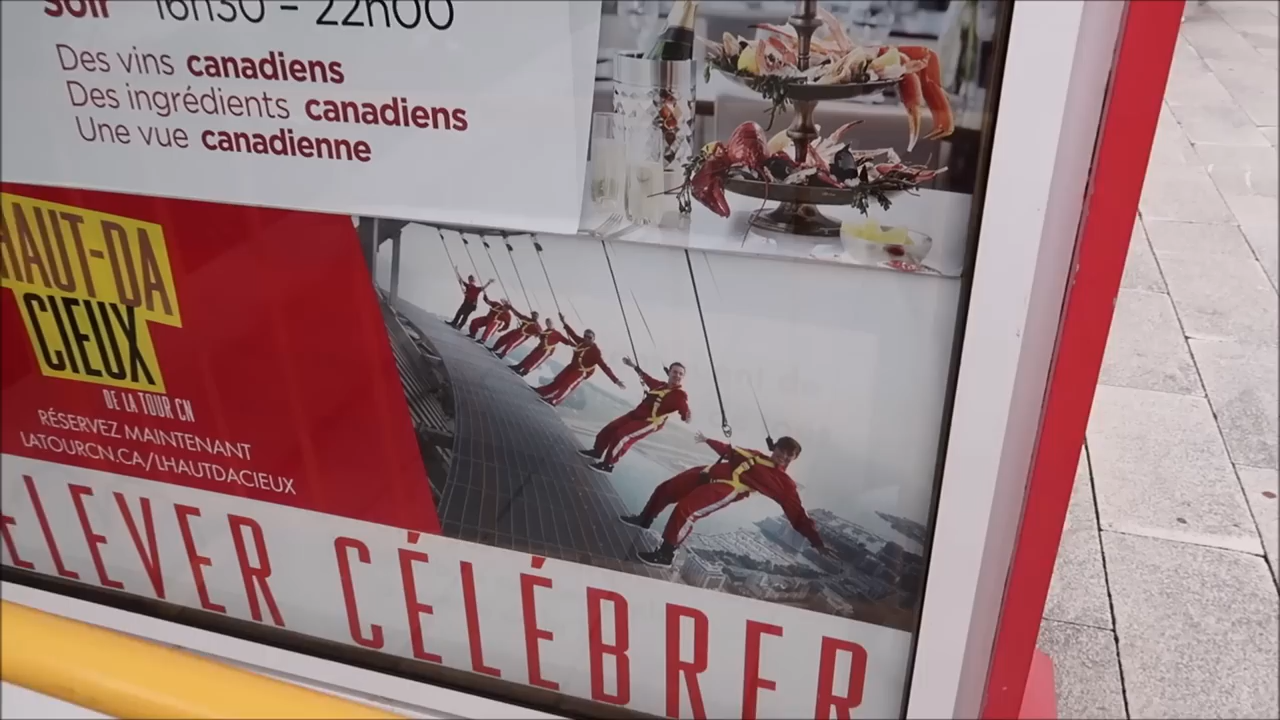 Soir 16h30 – 22h00
Des vins canadiens
Des ingrédients canadiens
Une vue canadienne
HAUT-DA
CIEUX
DE LA TOUR CN
RÉSERVEZ MAINTENANT
LATOURCN.CA/LHAUTDACIEUX
ELEVER CÉLÉBRER